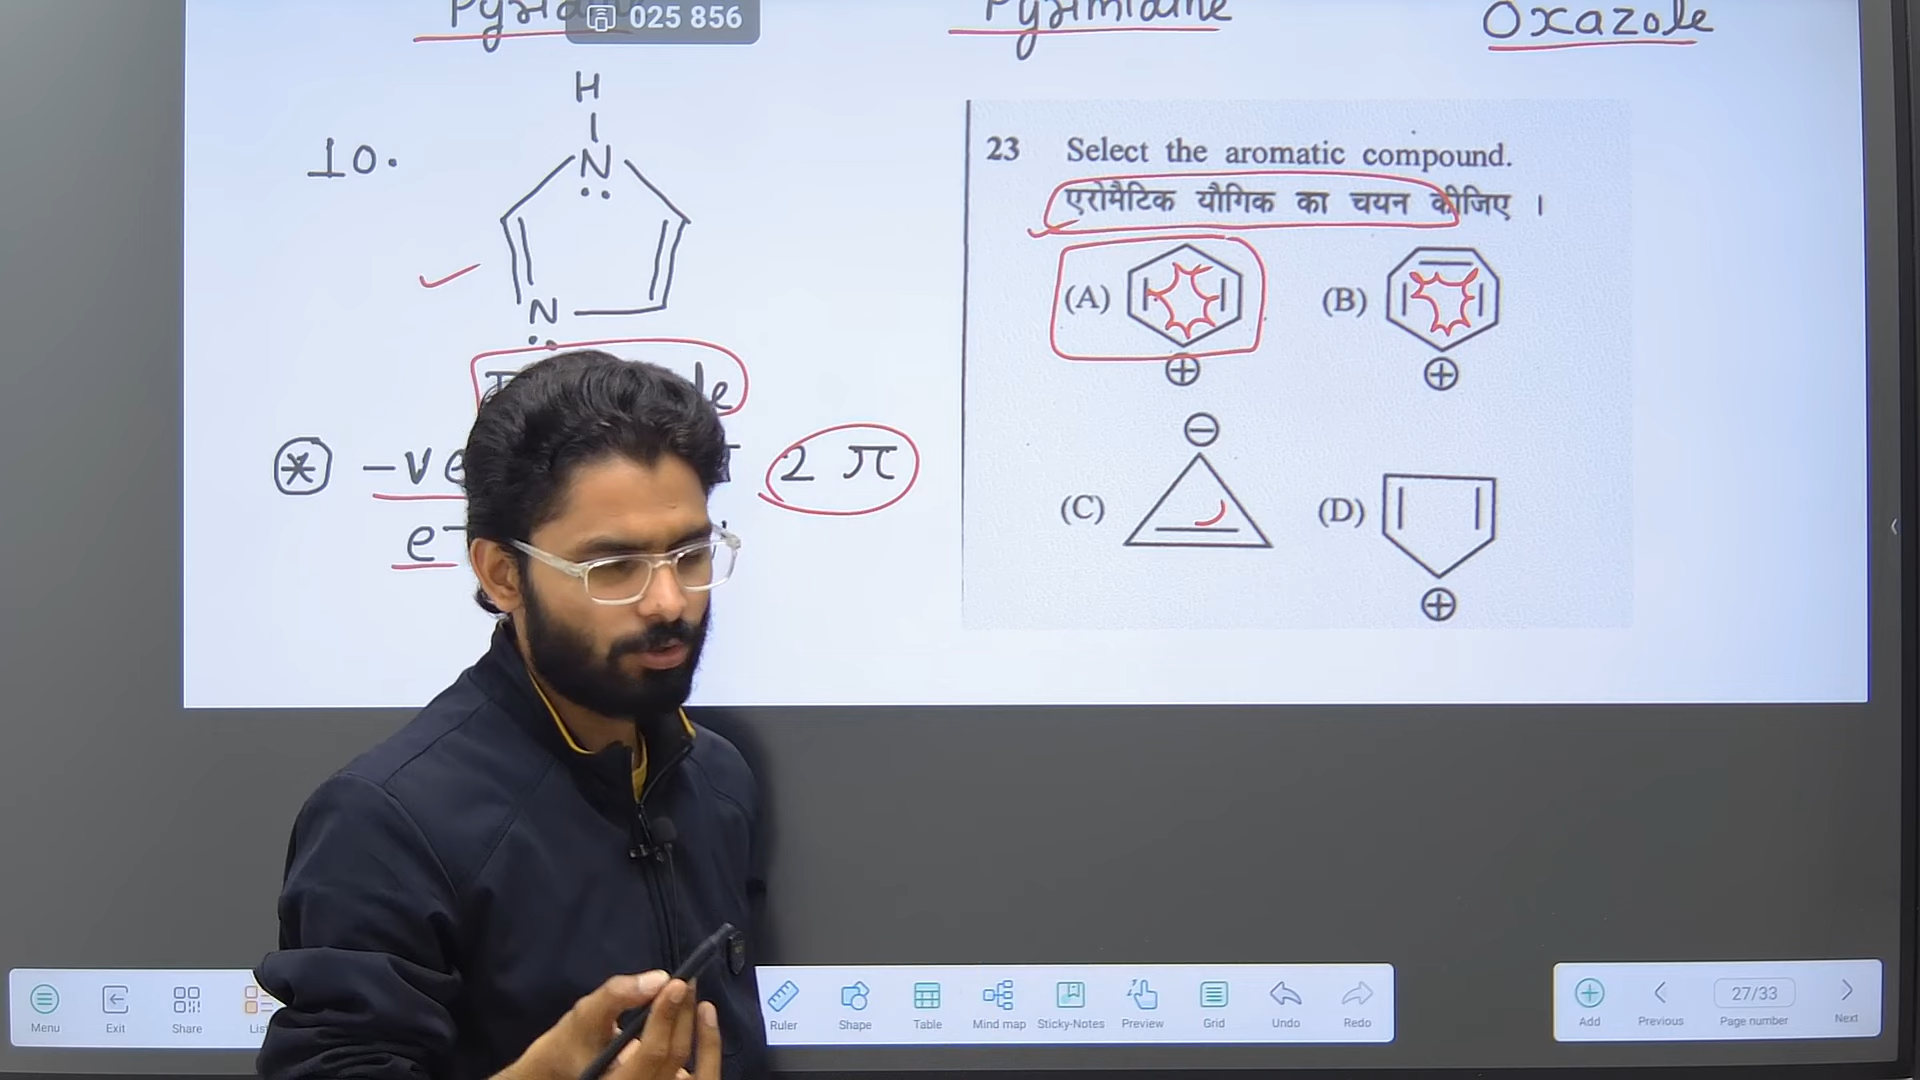 025 856
Pyrimidine
Oxazole
10.
H
N
N
⊛ -ve
2 π
e⁻
23 Select the aromatic compound.
एरोमैटिक यौगिक का चयन कीजिए ।
(A)
⊕
(B)
⊕
(C)
⊖
(D)
⊕
Menu
Exit
Share
Ruler
Shape
Table
Mind map
Sticky-Notes
Preview
Grid
Undo
Redo
Add
Previous
27/33
Page number
Next